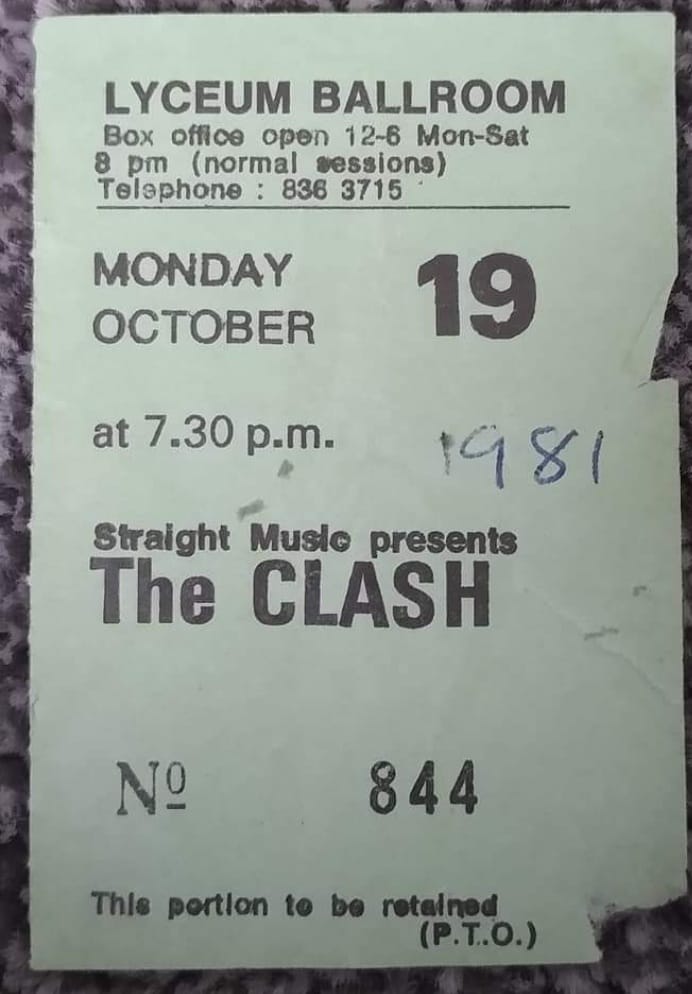 LYCEUM BALLROOM
Box office open 12-6 Mon-Sat
8 pm (normal sessions)
Telephone : 836 3715
MONDAY
OCTOBER 19
at 7.30 p.m.
1981
Straight Music presents
The CLASH
Nº 844
This portion to be retained
(P.T.O.)